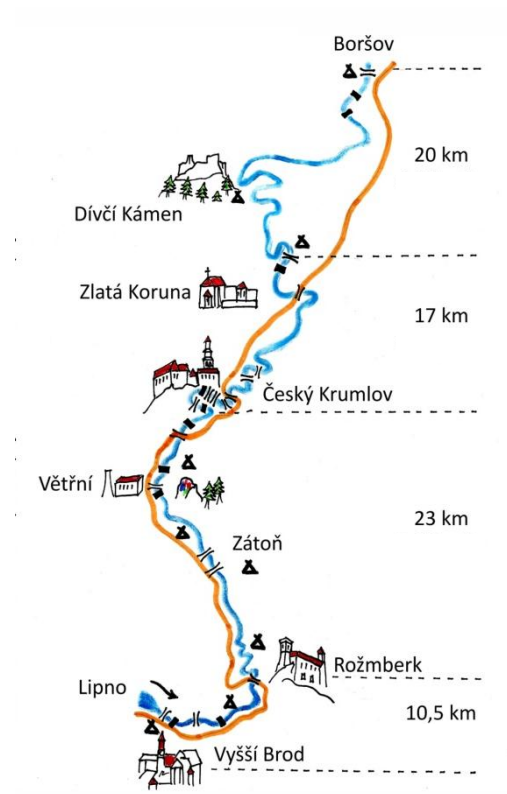 Boršov
20 km
Dívčí Kámen
Zlatá Koruna
17 km
Český Krumlov
Větřní
23 km
Zátoň
Rožmberk
Lipno
10,5 km
Vyšší Brod